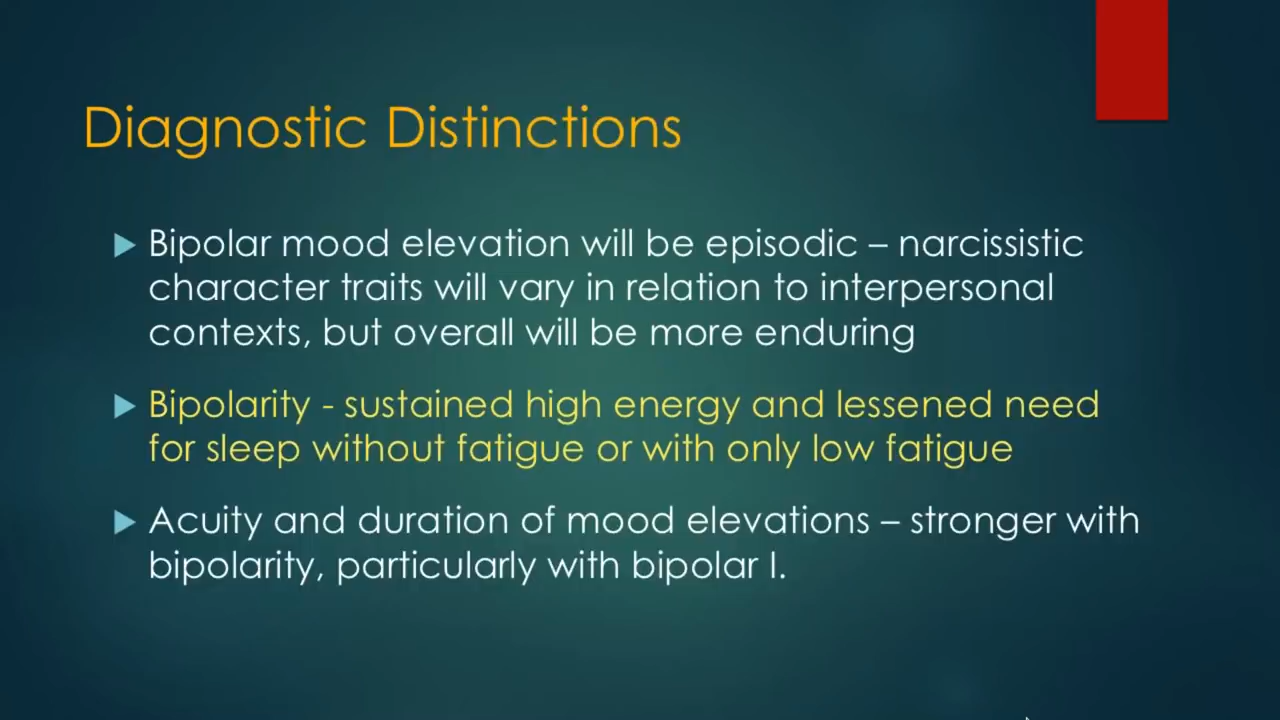 Diagnostic Distinctions
Bipolar mood elevation will be episodic – narcissistic
character traits will vary in relation to interpersonal
contexts, but overall will be more enduring
Bipolarity - sustained high energy and lessened need
for sleep without fatigue or with only low fatigue
Acuity and duration of mood elevations – stronger with
bipolarity, particularly with bipolar I.